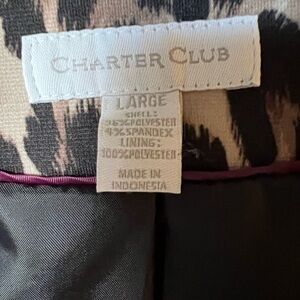 CHARTER CLUB
LARGE
SHELL:
96%POLYESTER
4%SPANDEX
LINING:
100%POLYESTER
MADE IN
INDONESIA